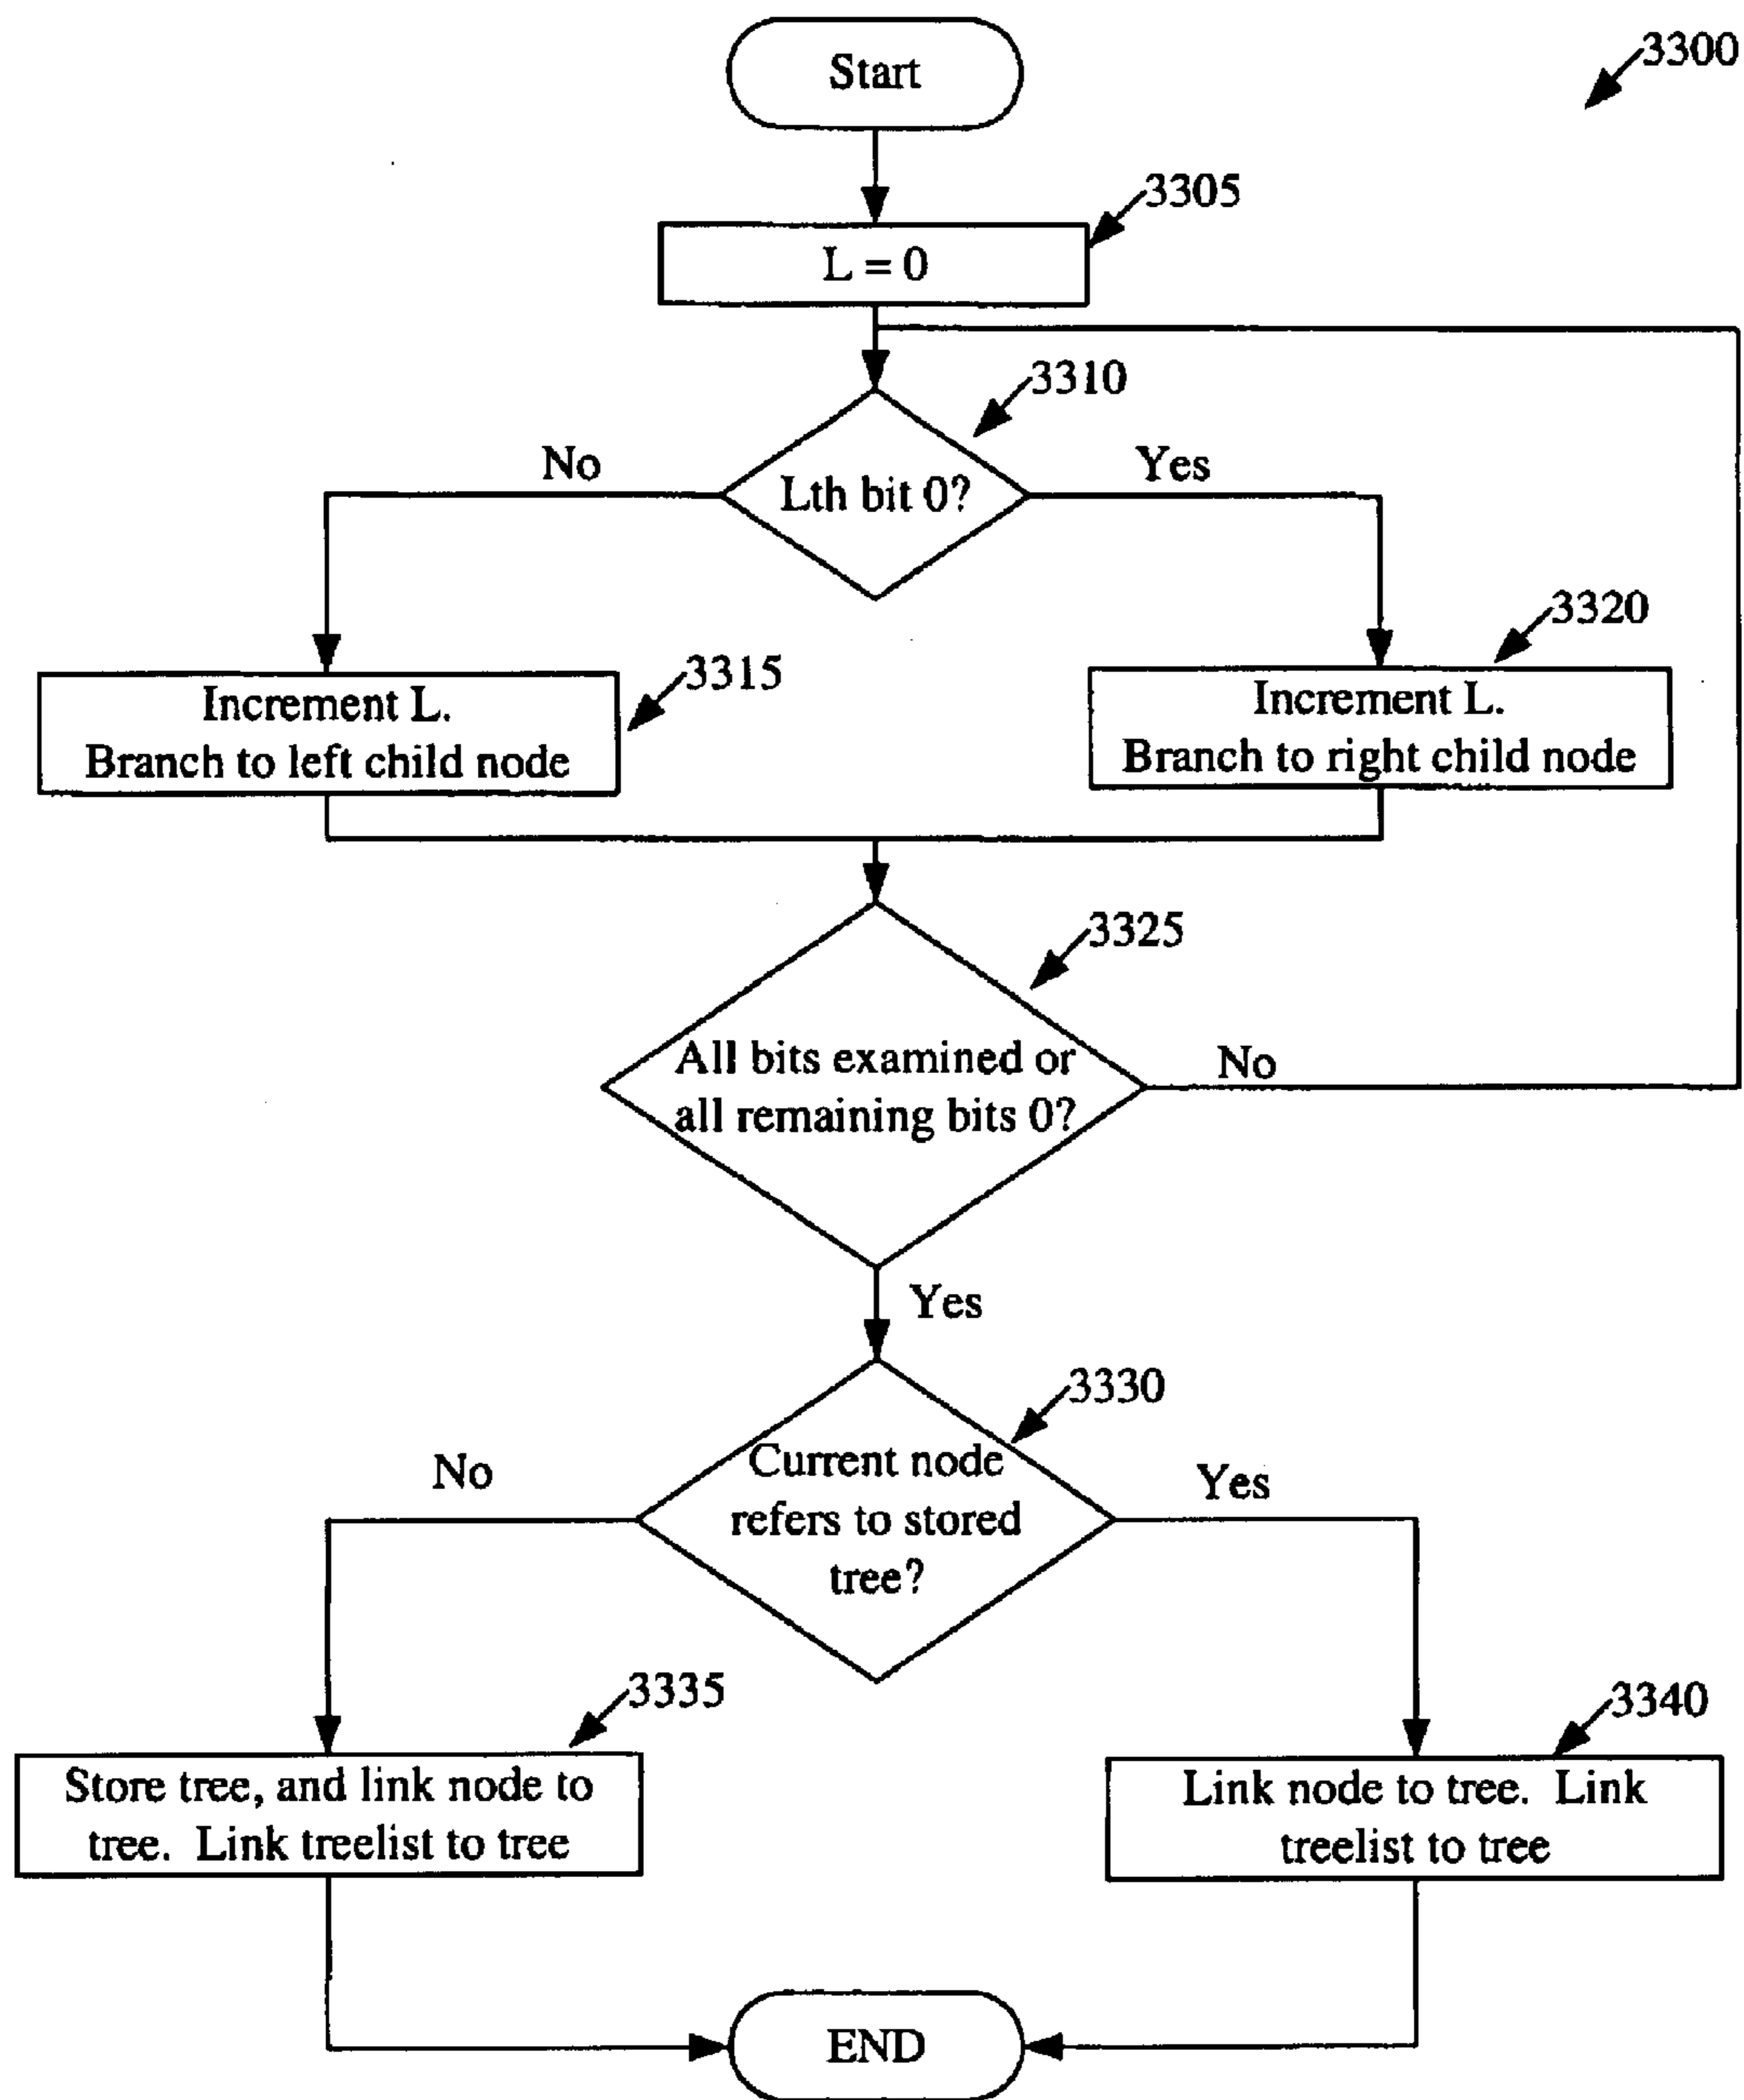 Start
3300
3305
L = 0
3310
No
Lth bit 0?
Yes
3320
3315
Increment L.
Branch to left child node
Increment L.
Branch to right child node
3325
All bits examined or
all remaining bits 0?
No
Yes
3330
No
Current node
refers to stored
tree?
Yes
3335
3340
Store tree, and link node to
tree. Link treelist to tree
Link node to tree. Link
treelist to tree
END